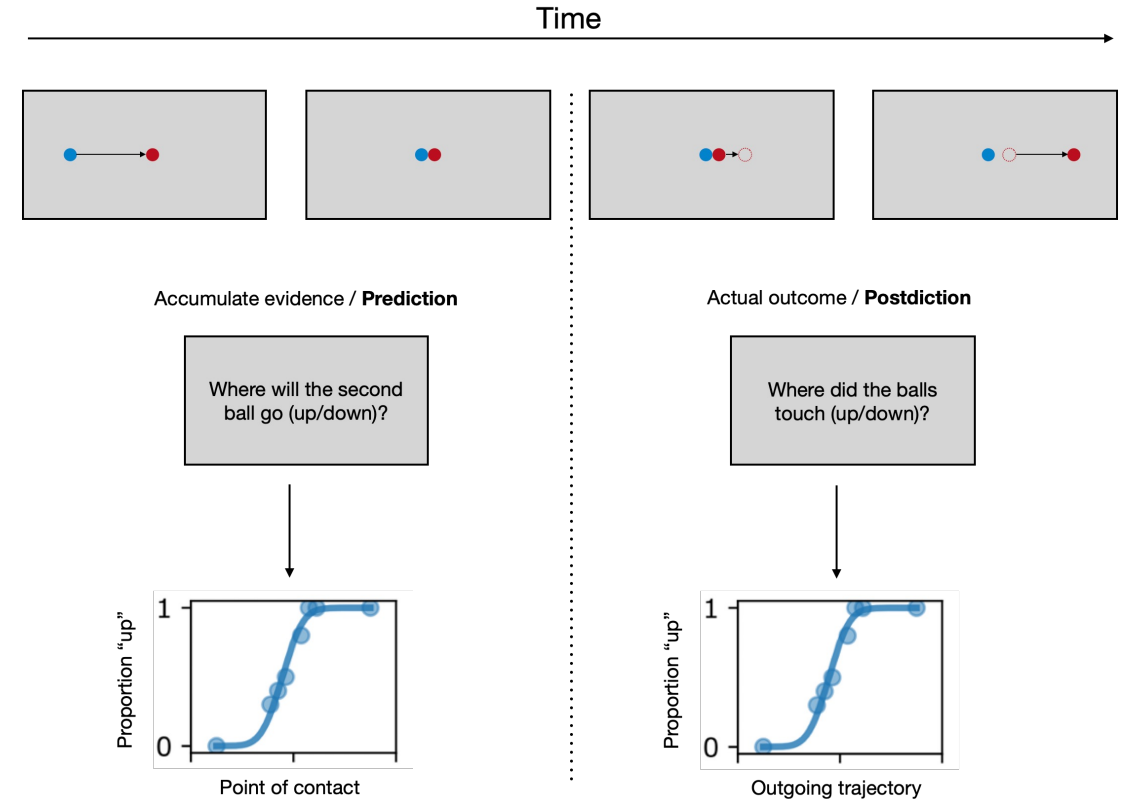 Time
Accumulate evidence / Prediction
Actual outcome / Postdiction
Where will the second
ball go (up/down)?
Where did the balls
touch (up/down)?
Proportion “up”
1
0
Point of contact
Proportion “up”
1
0
Outgoing trajectory